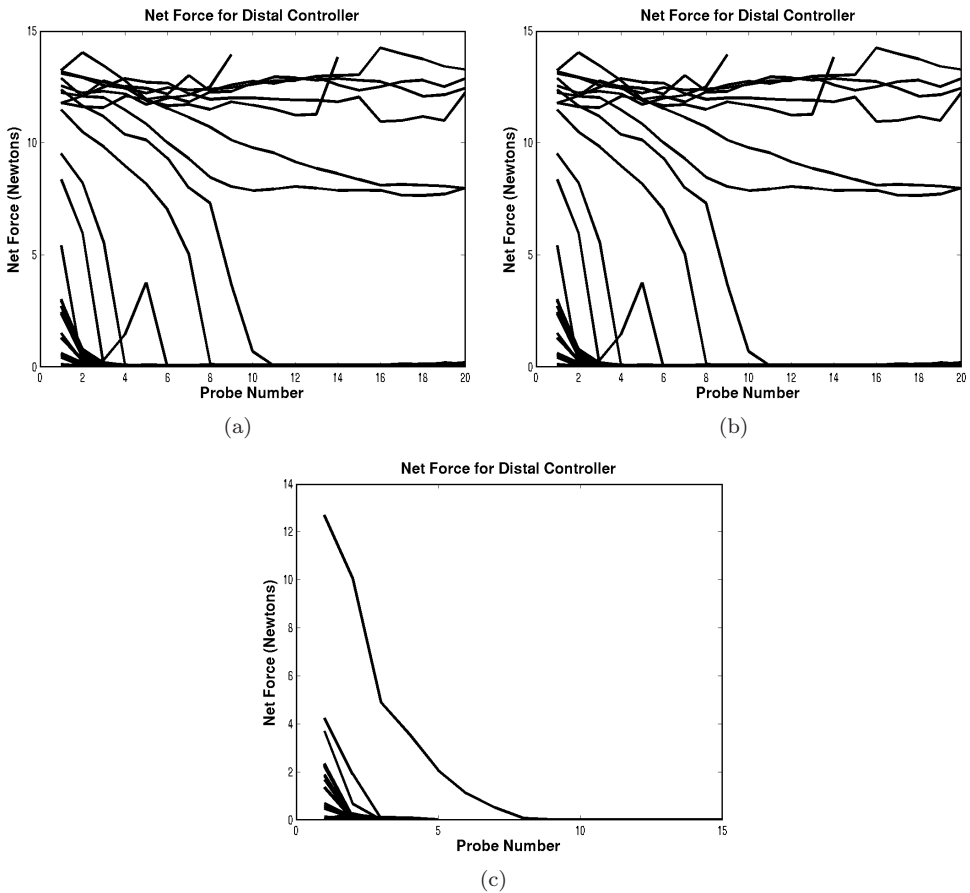 Net Force for Distal Controller
15
10
5
0
Net Force (Newtons)
0 2 4 6 8 10 12 14 16 18 20
Probe Number
(a)
Net Force for Distal Controller
15
10
5
0
Net Force (Newtons)
0 2 4 6 8 10 12 14 16 18 20
Probe Number
(b)
Net Force for Distal Controller
14
12
10
8
6
4
2
0
Net Force (Newtons)
0 5 10 15
Probe Number
(c)